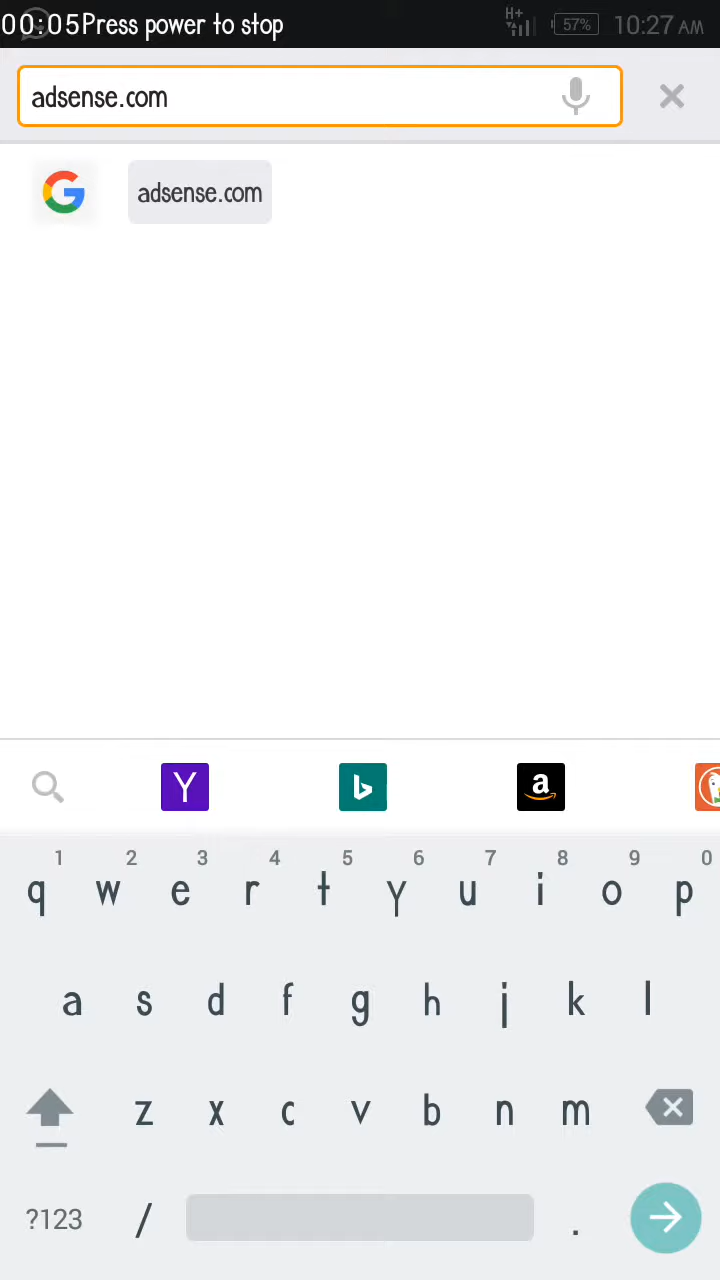 00:05Press power to stop
H+
57%
10:27 AM
adsense.com
adsense.com
1 2 3 4 5 6 7 8 9 0
q w e r t y u i o p
a s d f g h j k l
z x c v b n m
?123 / .